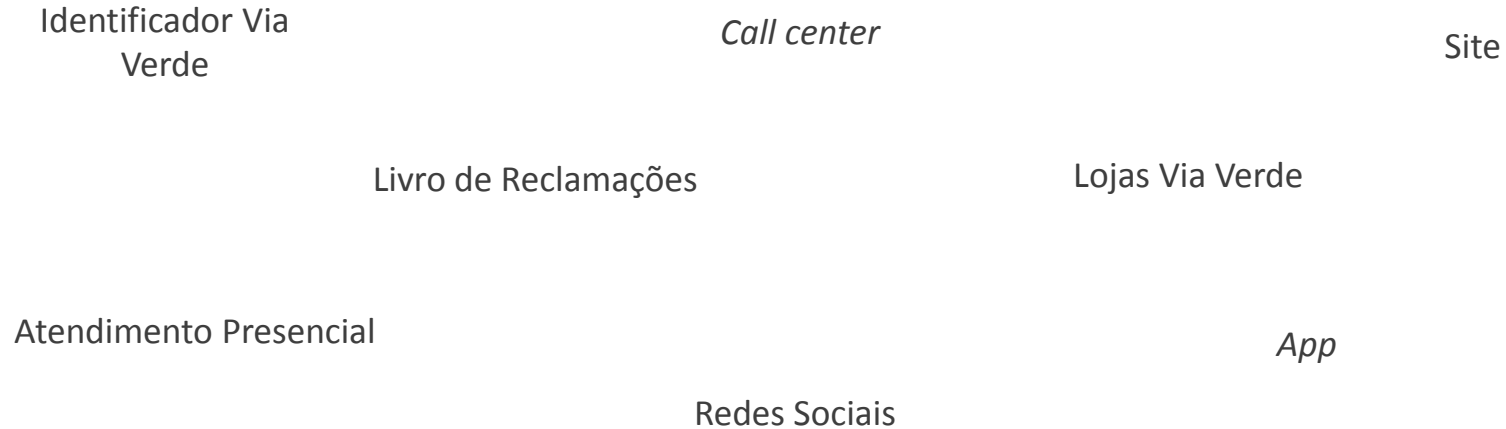 Identificador Via
Verde
Call center
Site
Livro de Reclamações
Lojas Via Verde
Atendimento Presencial
App
Redes Sociais